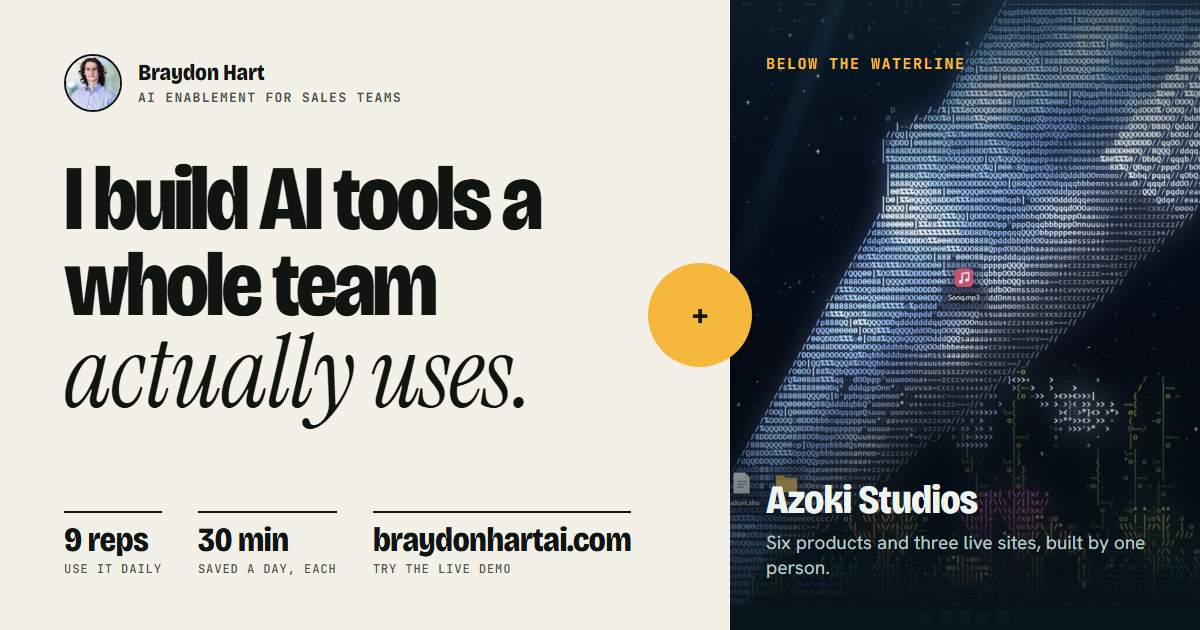 Braydon Hart
AI ENABLEMENT FOR SALES TEAMS
I build AI tools a
whole team
actually uses.
9 reps
USE IT DAILY
30 min
SAVED A DAY, EACH
braydonhartai.com
TRY THE LIVE DEMO
+
BELOW THE WATERLINE
Song.mp3
Azoki Studios
Six products and three live sites, built by one
person.